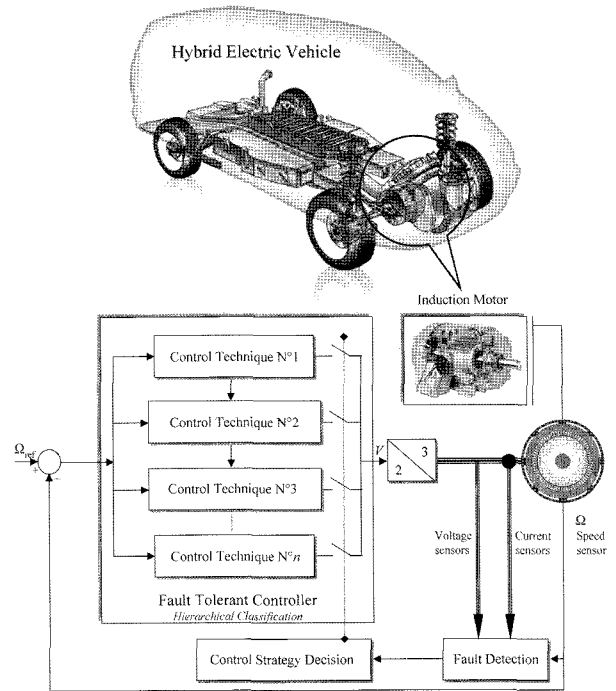 Hybrid Electric Vehicle
Induction Motor
Control Technique N°1
Control Technique N°2
Control Technique N°3
Control Technique N°n
Ωref
+
−
V
2
3
Fault Tolerant Controller
Hierarchical Classification
Voltage
sensors
Current
sensors
Ω
Speed
sensor
Control Strategy Decision
Fault Detection